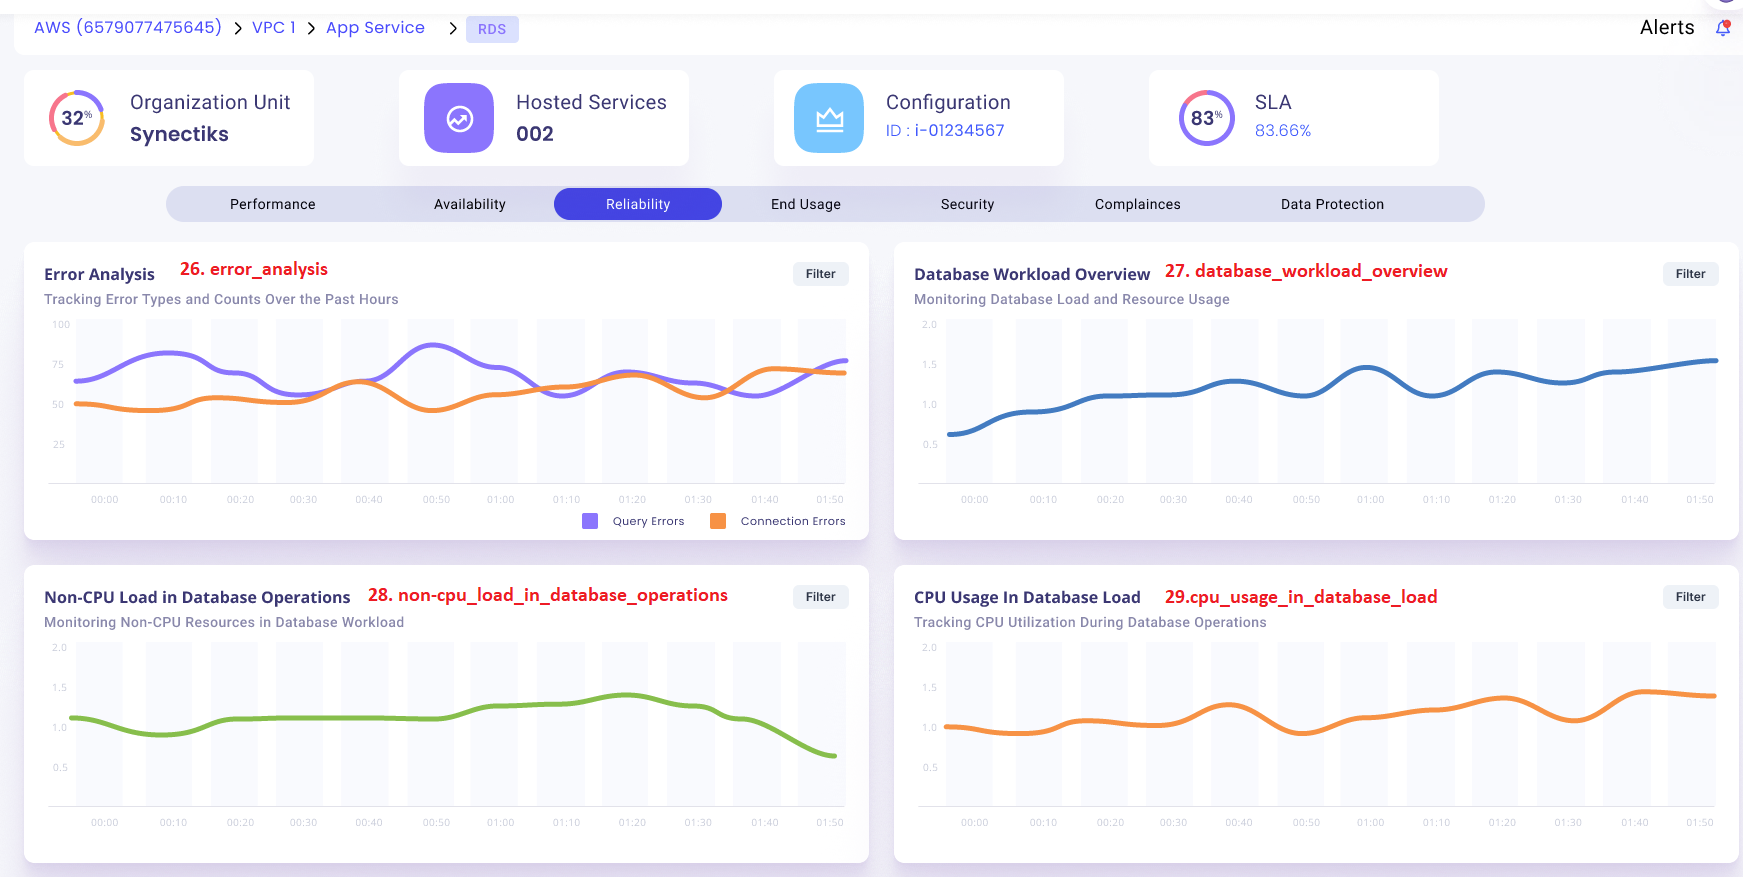 AWS (6579077475645) > VPC 1 > App Service > RDS
Alerts
32%
Organization Unit
Synectiks
Hosted Services
002
Configuration
ID : i-01234567
83%
SLA
83.66%
Performance Availability Reliability End Usage Security Complainces Data Protection
Error Analysis 26. error_analysis Filter
Tracking Error Types and Counts Over the Past Hours
100
75
50
25
00:00 00:10 00:20 00:30 00:40 00:50 01:00 01:10 01:20 01:30 01:40 01:50
Query Errors Connection Errors
Database Workload Overview 27. database_workload_overview Filter
Monitoring Database Load and Resource Usage
2.0
1.5
1.0
0.5
00:00 00:10 00:20 00:30 00:40 00:50 01:00 01:10 01:20 01:30 01:40 01:50
Non-CPU Load in Database Operations 28. non-cpu_load_in_database_operations Filter
Monitoring Non-CPU Resources in Database Workload
2.0
1.5
1.0
0.5
00:00 00:10 00:20 00:30 00:40 00:50 01:00 01:10 01:20 01:30 01:40 01:50
CPU Usage In Database Load 29.cpu_usage_in_database_load Filter
Tracking CPU Utilization During Database Operations
2.0
1.5
1.0
0.5
00:00 00:10 00:20 00:30 00:40 00:50 01:00 01:10 01:20 01:30 01:40 01:50